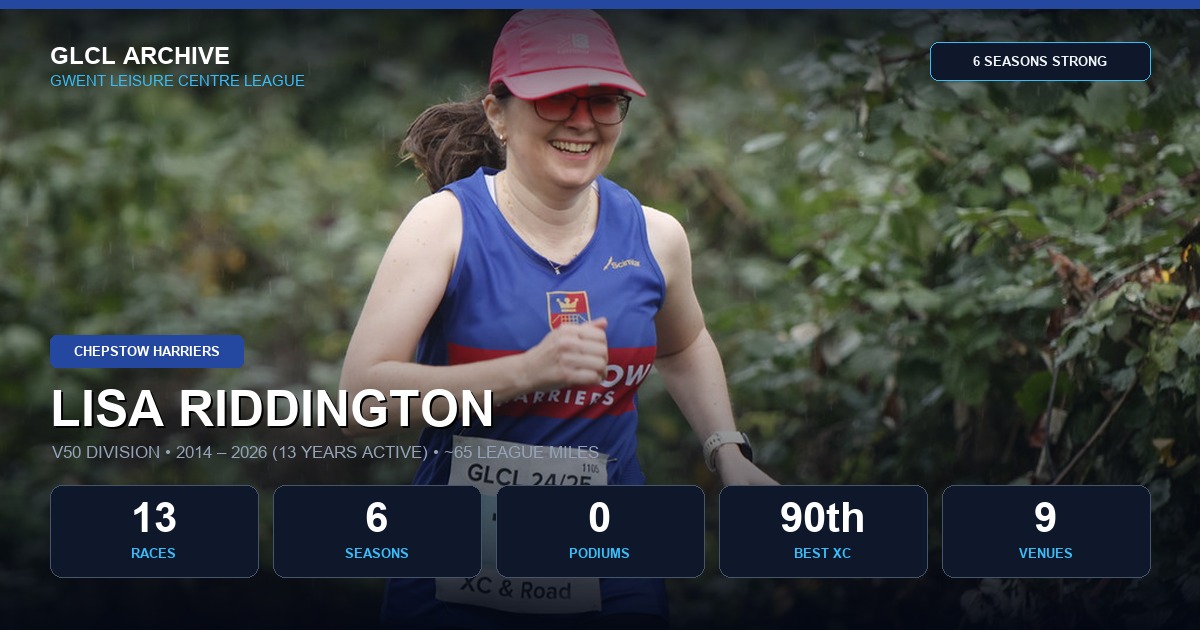 GLCL ARCHIVE
GWENT LEISURE CENTRE LEAGUE
6 SEASONS STRONG
CHEPSTOW HARRIERS
LISA RIDDINGTON
V50 DIVISION • 2014 – 2026 (13 YEARS ACTIVE) • ~65 LEAGUE MILES
1105
GLCL 24/25
13
RACES
6
SEASONS
0
PODIUMS
90th
BEST XC
9
VENUES
XC & Road